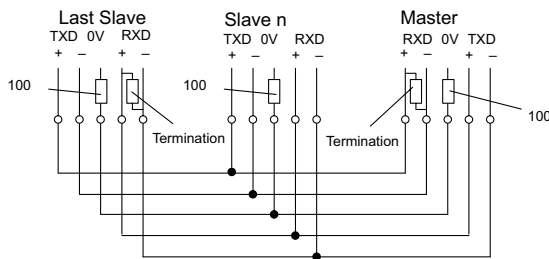 Last Slave Slave n Master
TXD 0V RXD TXD 0V RXD RXD 0V TXD
+ – + – + – + – + – + –
100 100 100
Termination Termination